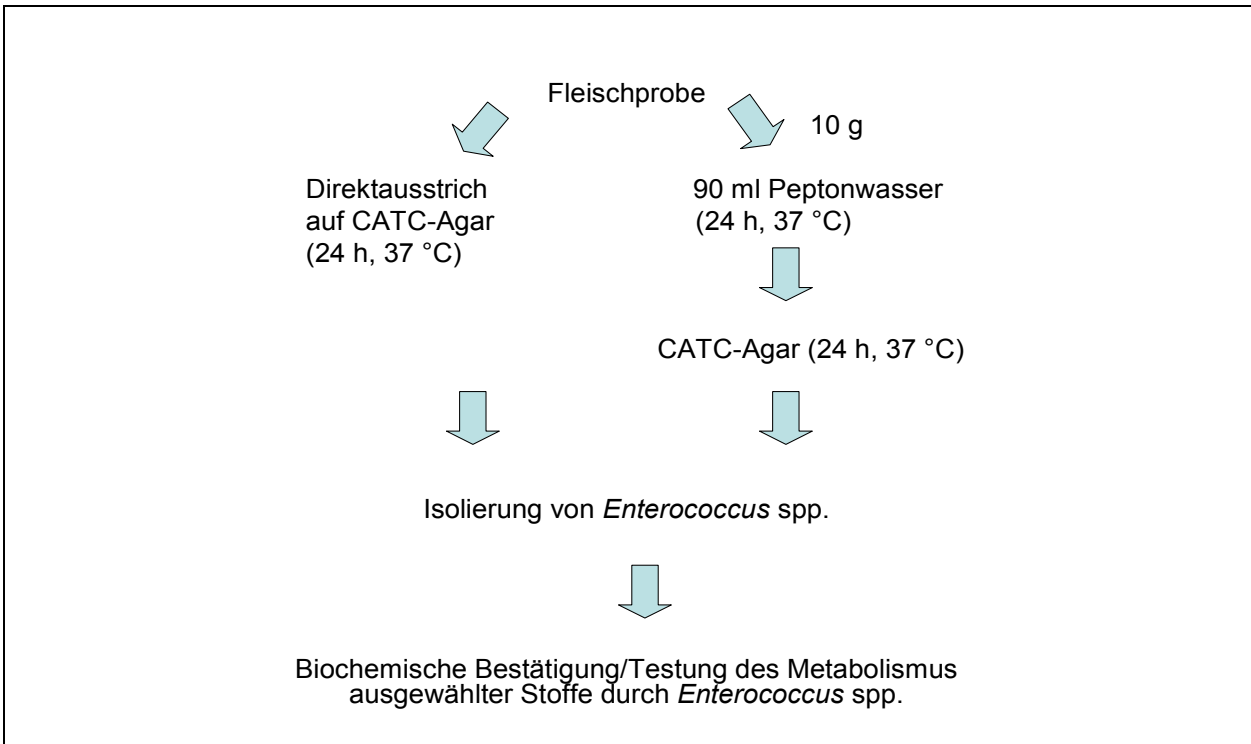 Fleischprobe
10 g
Direktausstrich
auf CATC-Agar
(24 h, 37 °C)
90 ml Peptonwasser
(24 h, 37 °C)
CATC-Agar (24 h, 37 °C)
Isolierung von Enterococcus spp.
Biochemische Bestätigung/Testung des Metabolismus
ausgewählter Stoffe durch Enterococcus spp.